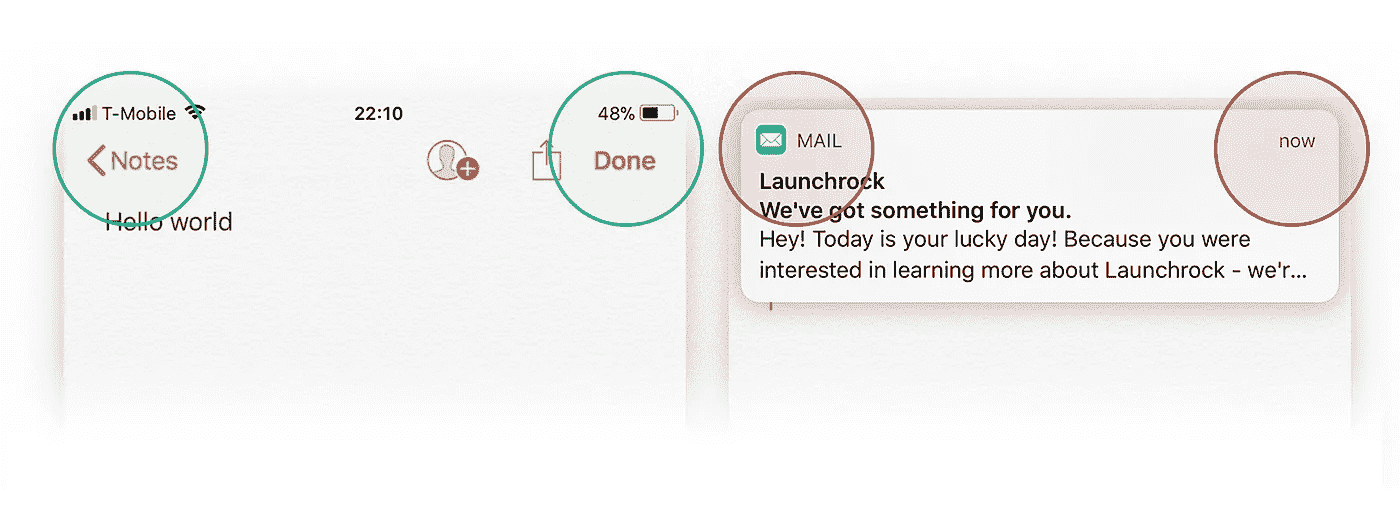 T-Mobile 22:10 48%
Notes Done
Hello world
MAIL now
Launchrock
We've got something for you.
Hey! Today is your lucky day! Because you were
interested in learning more about Launchrock - we'r...